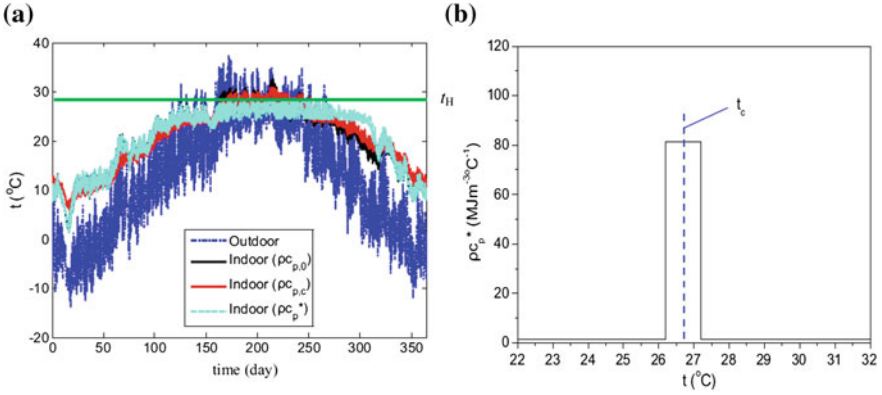 (a)
40
30
20
10
0
-10
-20
t (°C)
Outdoor
Indoor (ρc_p,0)
Indoor (ρc_p,c)
Indoor (ρc_p*)
0 50 100 150 200 250 300 350
time (day)
t_H
(b)
120
100
80
60
40
20
0
ρc_p* (MJm⁻³ᵒC⁻¹)
t_c
22 23 24 25 26 27 28 29 30 31 32
t (°C)